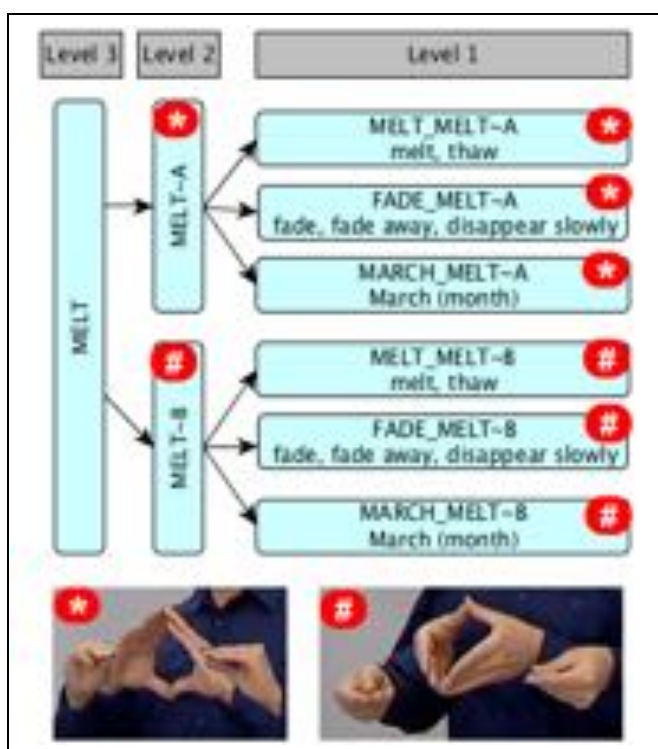 Level 3 Level 2 Level 1
MELT
MELT~A
*
MELT_MELT~A
melt, thaw
*
FADE_MELT~A
fade, fade away, disappear slowly
*
MARCH_MELT~A
March (month)
*
MELT~B
#
MELT_MELT~B
melt, thaw
#
FADE_MELT~B
fade, fade away, disappear slowly
#
MARCH_MELT~B
March (month)
#
*
#